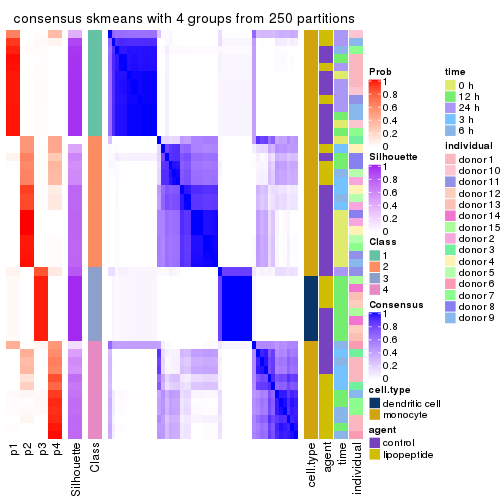 consensus skmeans with 4 groups from 250 partitions
Prob
1
0.8
0.6
0.4
0.2
0
Silhouette
1
0.8
0.6
0.4
0.2
0
Class
1
2
3
4
Consensus
1
0.8
0.6
0.4
0.2
0
cell.type
dendritic cell
monocyte
agent
control
lipopeptide
time
0 h
12 h
24 h
3 h
6 h
individual
donor 1
donor 10
donor 11
donor 12
donor 13
donor 14
donor 15
donor 2
donor 3
donor 4
donor 5
donor 6
donor 7
donor 8
donor 9
p1
p2
p3
p4
Silhouette
Class
cell.type
agent
time
individual